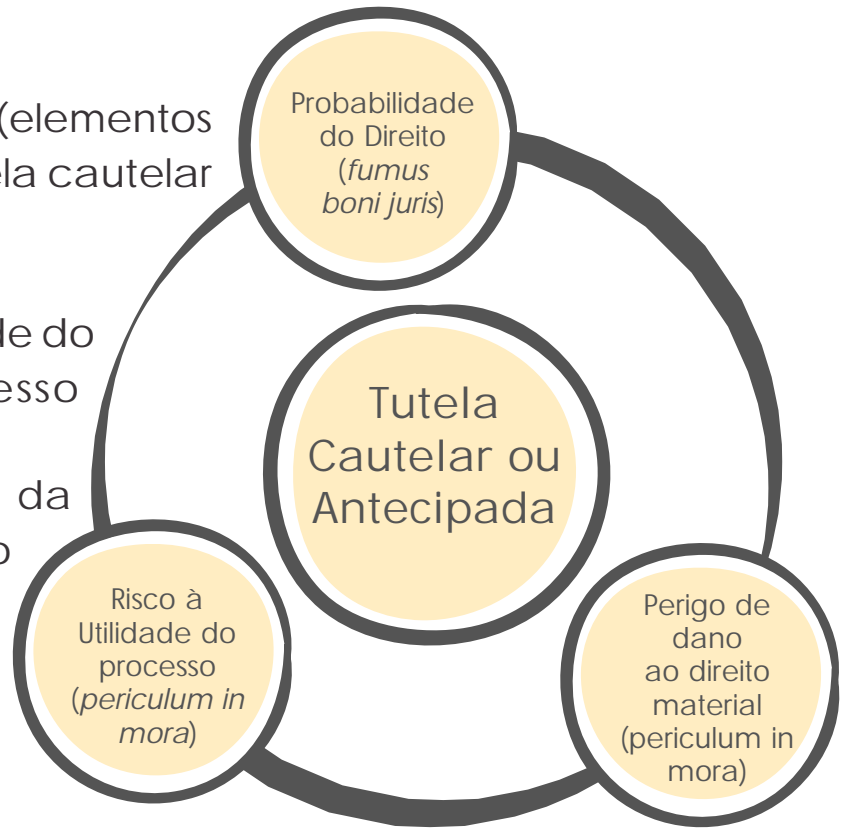 (elementos
ela cautelar
de do
esso
da
o
Probabilidade
do Direito
(fumus
boni juris)
Tutela
Cautelar ou
Antecipada
Risco à
Utilidade do
processo
(periculum in
mora)
Perigo de
dano
ao direito
material
(periculum in
mora)